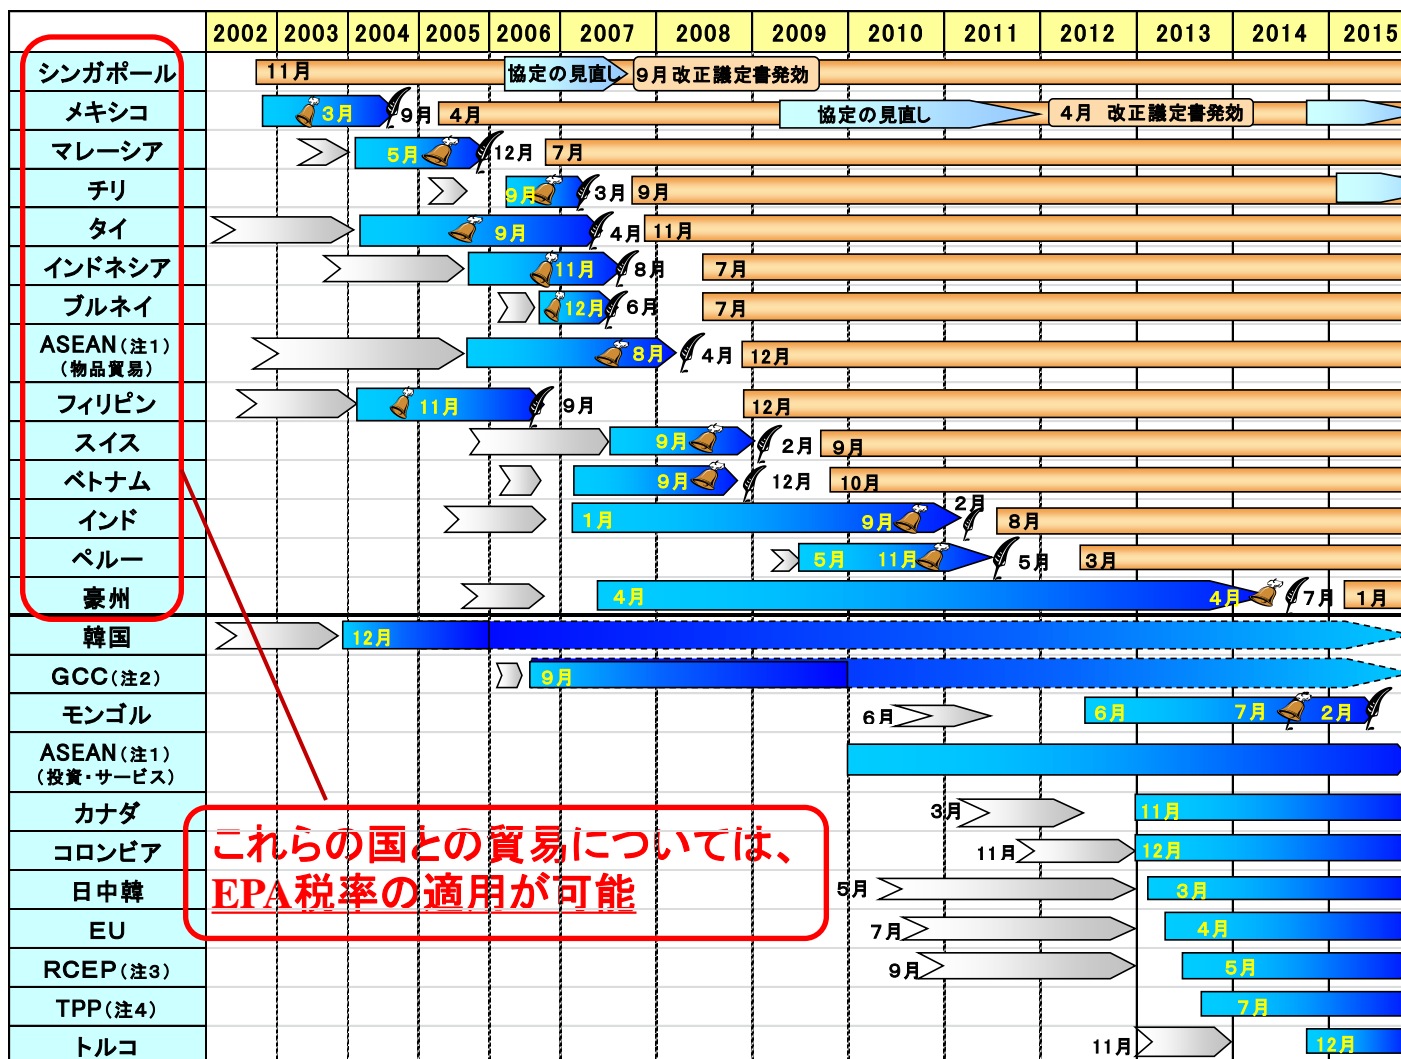 2002 2003 2004 2005 2006 2007 2008 2009 2010 2011 2012 2013 2014 2015
シンガポール 11月 協定の見直し 9月改正議定書発効
メキシコ 3月 9月 4月 協定の見直し 4月 改正議定書発効
マレーシア 5月 12月 7月
チリ 9月 3月 9月
タイ 9月 4月 11月
インドネシア 11月 8月 7月
ブルネイ 12月 6月 7月
ASEAN(注1) 8月 4月 12月
(物品貿易)
フィリピン 11月 9月 12月
スイス 9月 2月 9月
ベトナム 9月 12月 10月
インド 1月 9月 2月 8月
ペルー 5月 11月 5月 3月
豪州 4月 4月 7月 1月
韓国 12月
GCC(注2) 9月
モンゴル 6月 6月 7月 2月
ASEAN(注1)
(投資・サービス)
カナダ 3月 11月
コロンビア 11月 12月
日中韓 5月 3月
EU 7月 4月
RCEP(注3) 9月 5月
TPP(注4) 7月
トルコ 11月 12月
これらの国との貿易については、
EPA税率の適用が可能